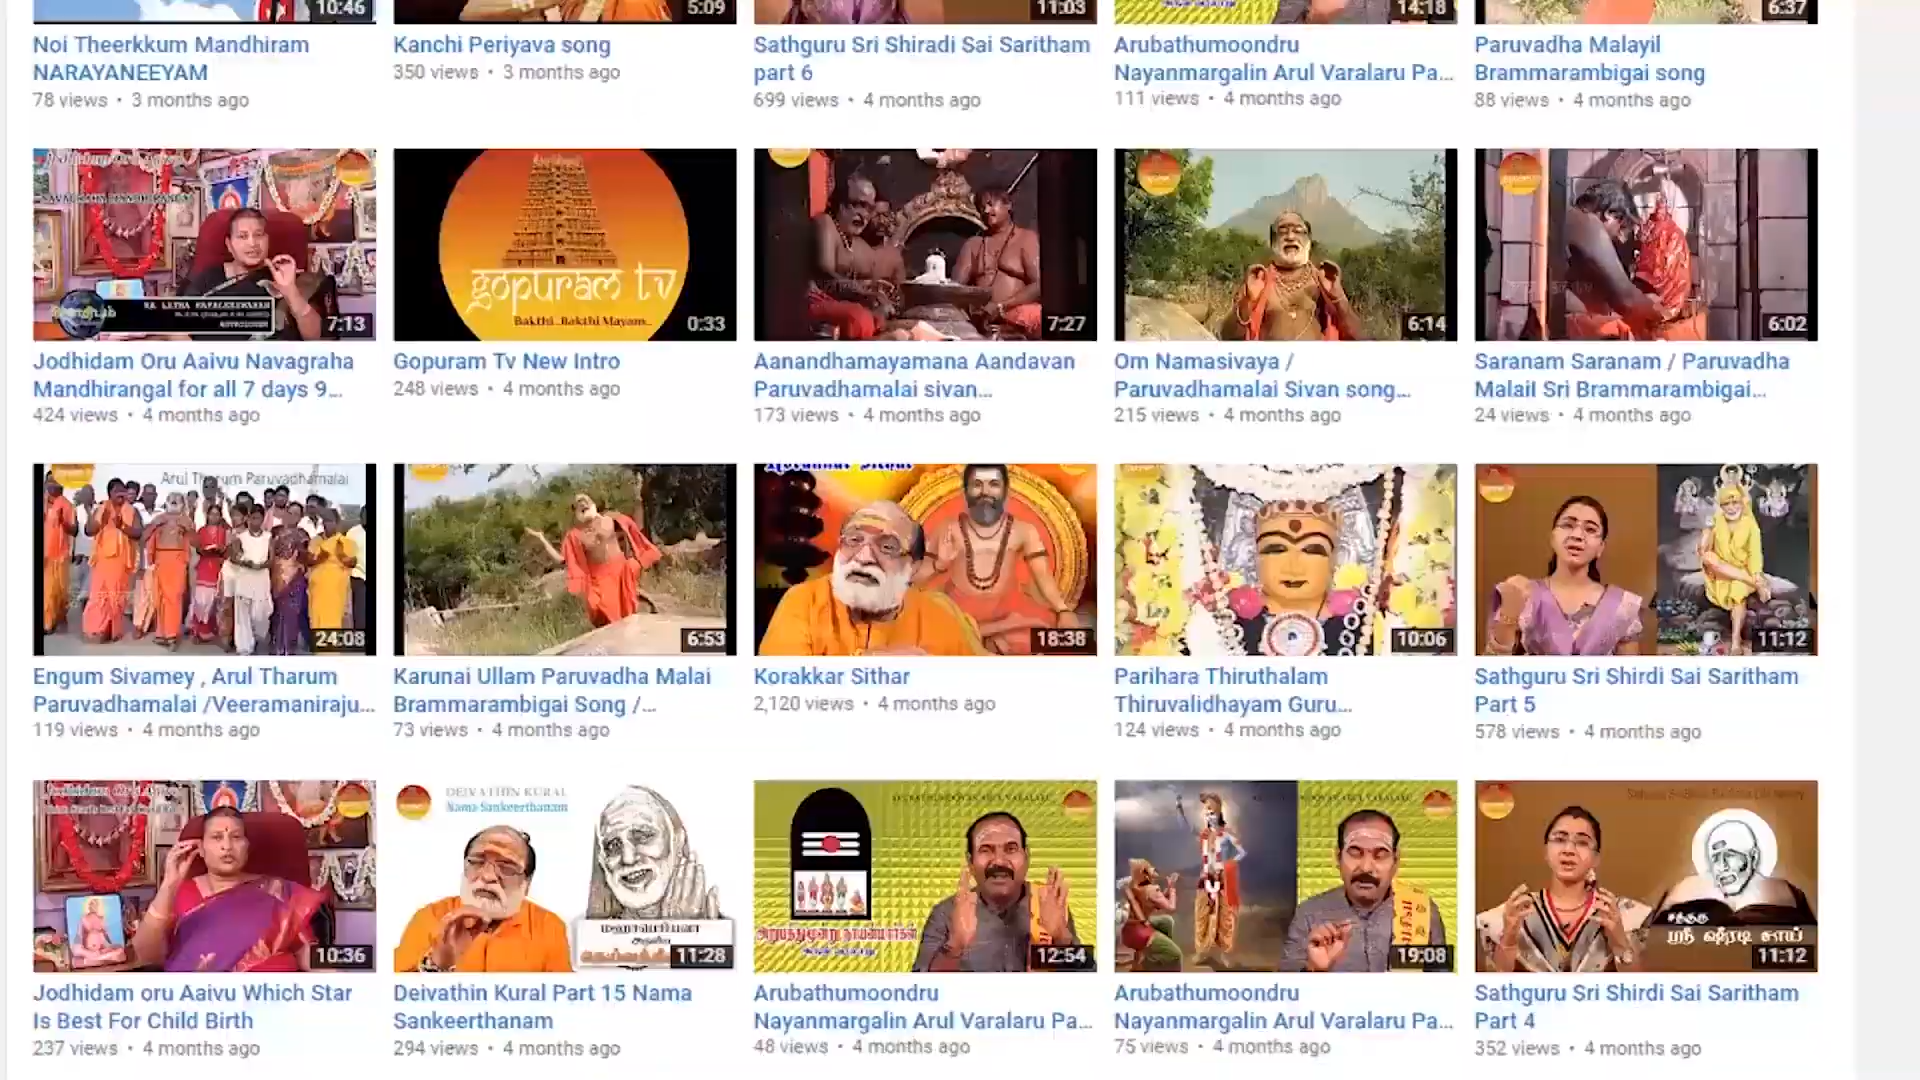 10:46
5:09
11:03
14:18
6:37
Noi Theerkkum Mandhiram
NARAYANEEYAM
78 views • 3 months ago
Kanchi Periyava song
350 views • 3 months ago
Sathguru Sri Shiradi Sai Saritham
part 6
699 views • 4 months ago
Arubathumoondru
Nayanmargalin Arul Varalaru Pa...
111 views • 4 months ago
Paruvadha Malayil
Brammarambigai song
88 views • 4 months ago
7:13
gopuram tv
Bakthi..Bakthi Mayam..
0:33
7:27
6:14
6:02
Jodhidam Oru Aaivu Navagraha
Mandhirangal for all 7 days 9...
424 views • 4 months ago
Gopuram Tv New Intro
248 views • 4 months ago
Aanandhamayamana Aandavan
Paruvadhamalai sivan...
173 views • 4 months ago
Om Namasivaya /
Paruvadhamalai Sivan song...
215 views • 4 months ago
Saranam Saranam / Paruvadha
Malail Sri Brammarambigai...
24 views • 4 months ago
Arul Tharum Paruvadhamalai
24:08
6:53
18:38
10:06
11:12
Engum Sivamey , Arul Tharum
Paruvadhamalai /Veeramaniraju...
119 views • 4 months ago
Karunai Ullam Paruvadha Malai
Brammarambigai Song /...
73 views • 4 months ago
Korakkar Sithar
2,120 views • 4 months ago
Parihara Thiruthalam
Thiruvalidhayam Guru...
124 views • 4 months ago
Sathguru Sri Shirdi Sai Saritham
Part 5
578 views • 4 months ago
10:36
DEIVATHIN KURAL
Nama Sankeerthanam
11:28
12:54
19:08
ஸ்ரீ ஷிரடி சாய்
11:12
Jodhidam oru Aaivu Which Star
Is Best For Child Birth
237 views • 4 months ago
Deivathin Kural Part 15 Nama
Sankeerthanam
294 views • 4 months ago
Arubathumoondru
Nayanmargalin Arul Varalaru Pa...
48 views • 4 months ago
Arubathumoondru
Nayanmargalin Arul Varalaru Pa...
75 views • 4 months ago
Sathguru Sri Shirdi Sai Saritham
Part 4
352 views • 4 months ago